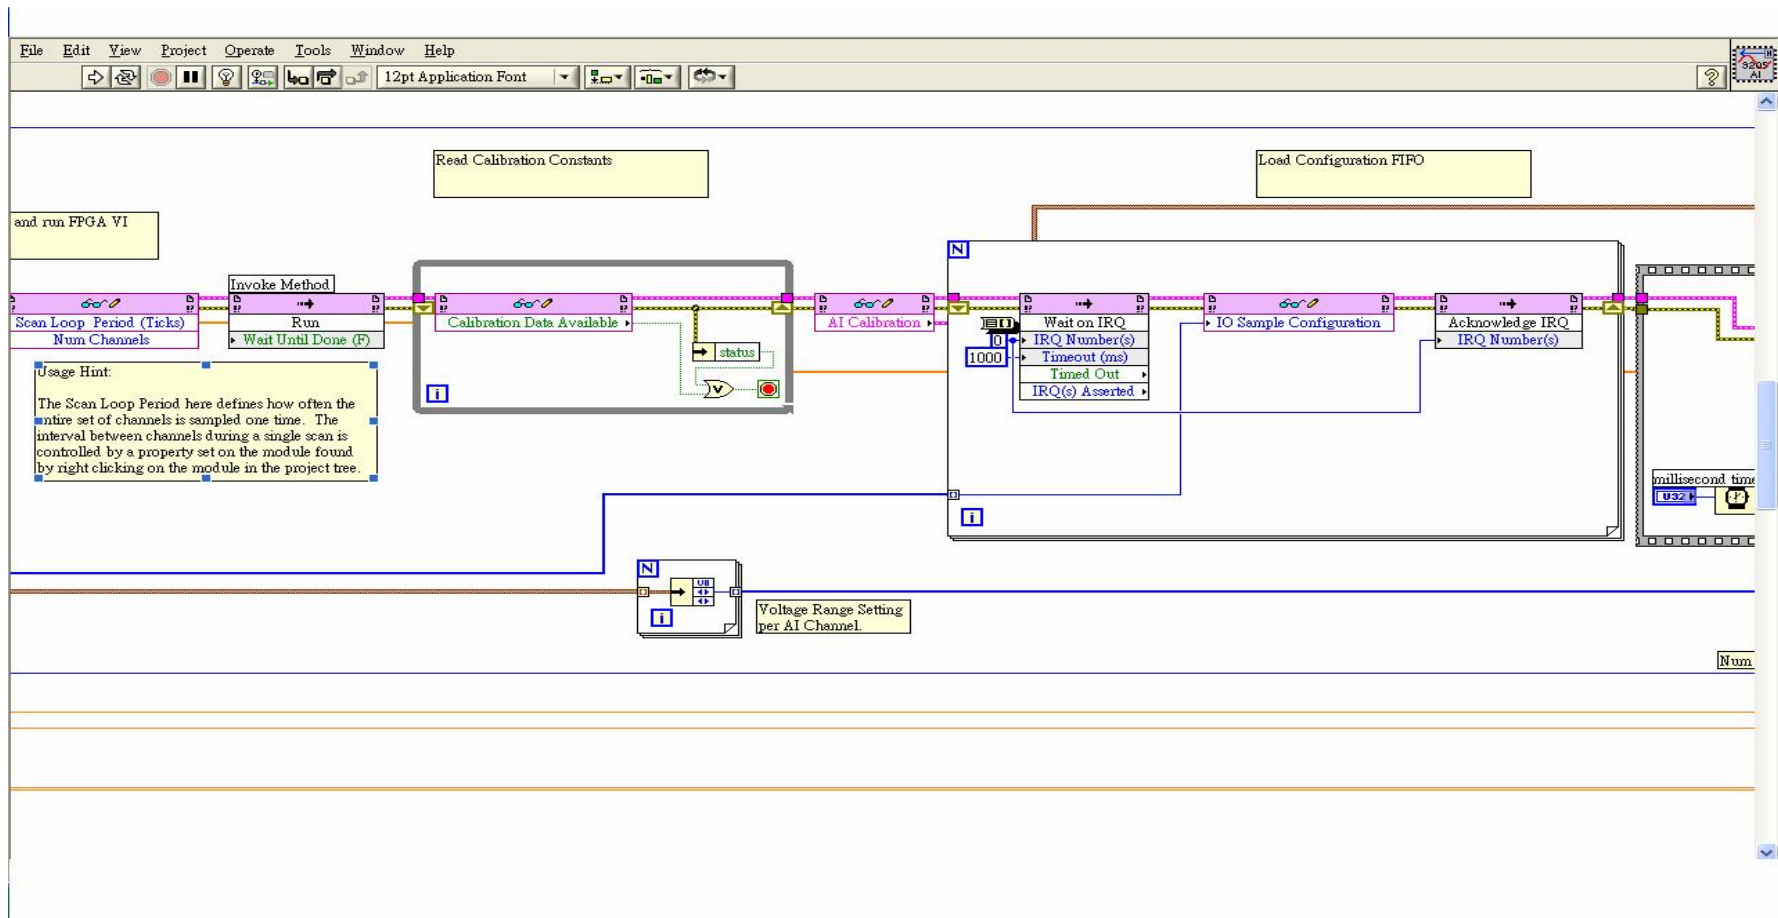 File Edit View Project Operate Tools Window Help
12pt Application Font
?
9205
AI
Read Calibration Constants
Load Configuration FIFO
and run FPGA VI
N
Invoke Method
Scan Loop Period (Ticks)
Num Channels
Run
Wait Until Done (F)
Calibration Data Available
AI Calibration
Wait on IRQ
IO Sample Configuration
Acknowledge IRQ
0
IRQ Number(s)
IRQ Number(s)
1000
Timeout (ms)
status
Timed Out
IRQ(s) Asserted
V
i
Usage Hint:
The Scan Loop Period here defines how often the
entire set of channels is sampled one time. The
interval between channels during a single scan is
controlled by a property set on the module found
by right clicking on the module in the project tree.
millisecond time
U32
i
N
U8
i
Voltage Range Setting
per AI Channel.
Num